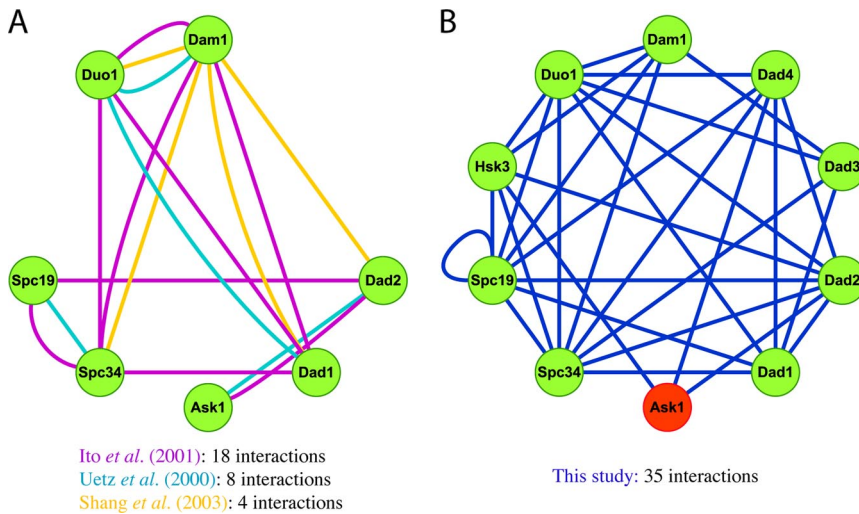 A
Dam1
Duo1
Spc19
Dad2
Spc34
Dad1
Ask1
Ito et al. (2001): 18 interactions
Uetz et al. (2000): 8 interactions
Shang et al. (2003): 4 interactions
B
Dam1
Duo1
Dad4
Hsk3
Dad3
Spc19
Dad2
Spc34
Dad1
Ask1
This study: 35 interactions